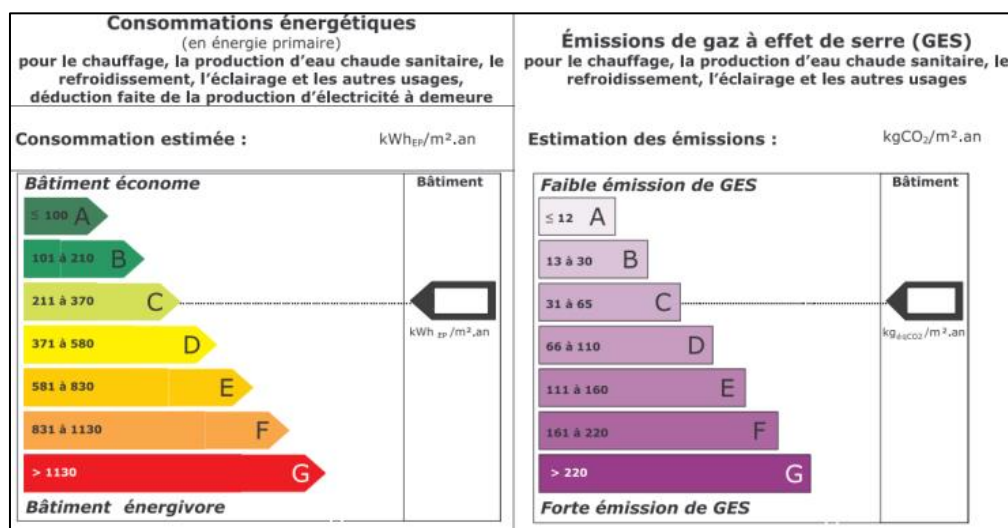 Consommations énergétiques
(en énergie primaire)
pour le chauffage, la production d'eau chaude sanitaire, le
refroidissement, l'éclairage et les autres usages,
déduction faite de la production d'électricité à demeure
Consommation estimée : kWhEP/m².an
Bâtiment économe
Bâtiment
≤ 100 A
101 à 210 B
211 à 370 C
kWh EP /m².an
371 à 580 D
581 à 830 E
831 à 1130 F
> 1130 G
Bâtiment énergivore
Émissions de gaz à effet de serre (GES)
pour le chauffage, la production d'eau chaude sanitaire, le
refroidissement, l'éclairage et les autres usages
Estimation des émissions : kgCO2/m².an
Faible émission de GES
Bâtiment
≤ 12 A
13 à 30 B
31 à 65 C
kgéqCO2/m².an
66 à 110 D
111 à 160 E
161 à 220 F
> 220 G
Forte émission de GES